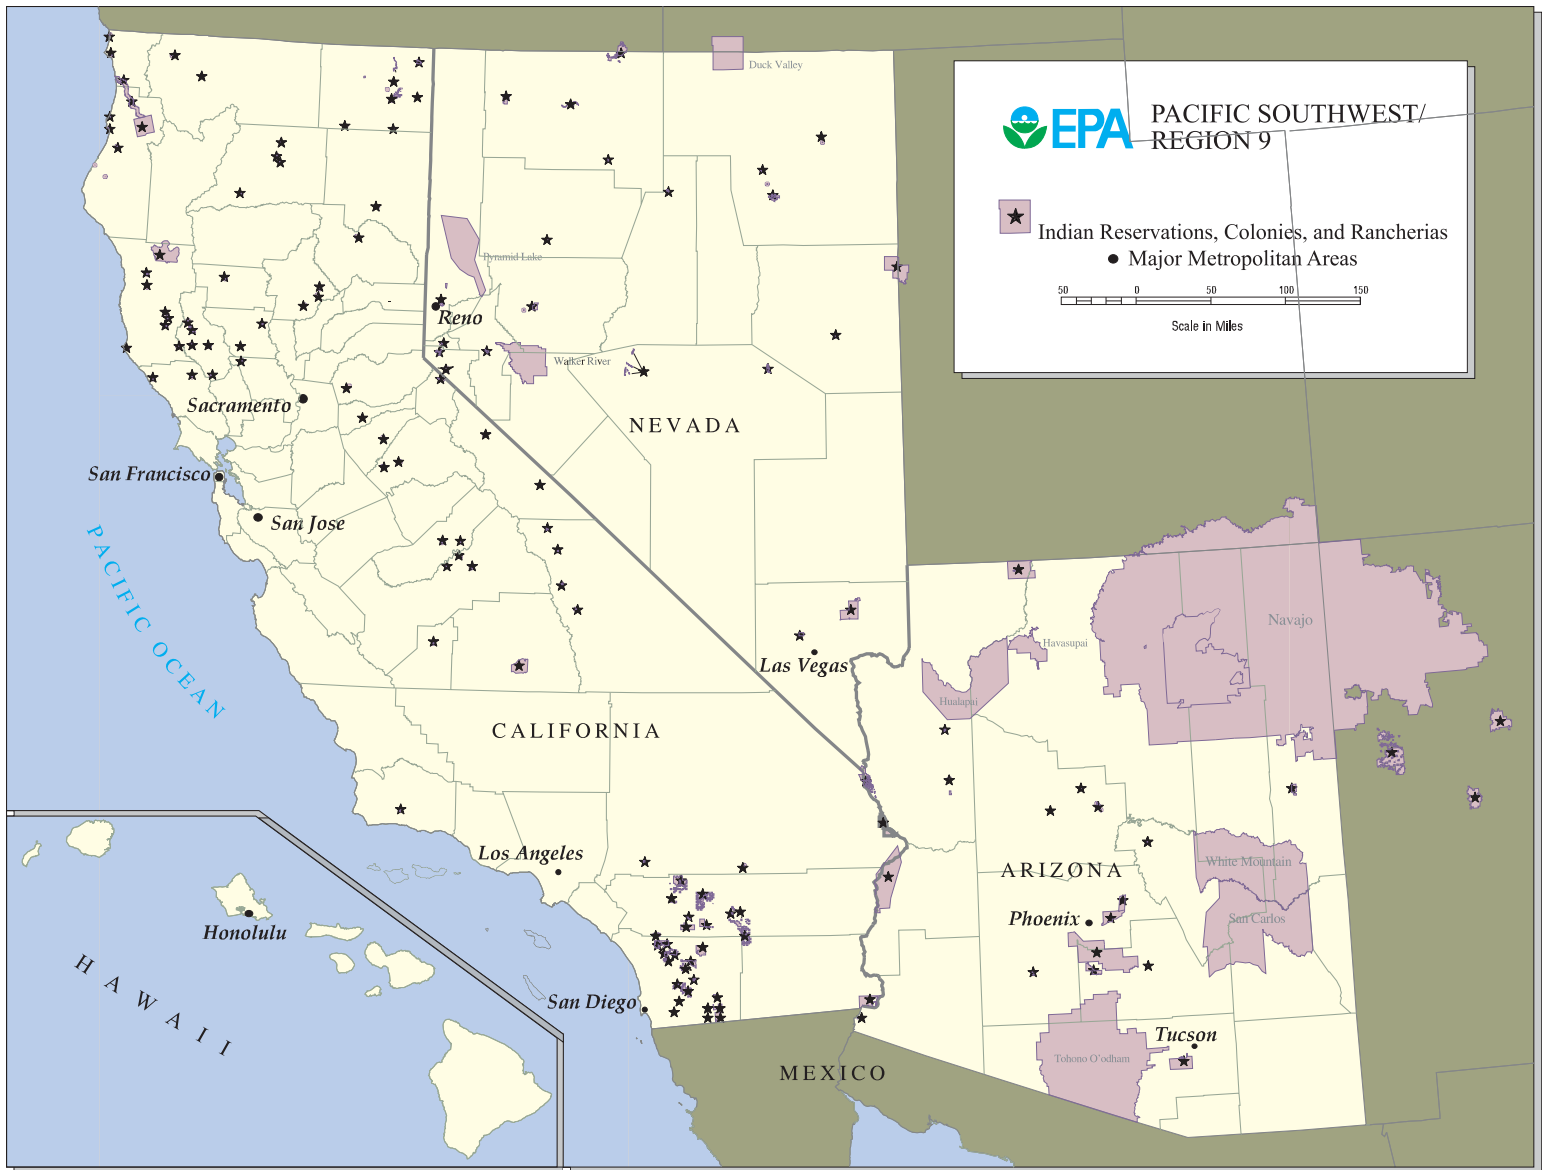 Duck Valley
EPA
PACIFIC SOUTHWEST/
REGION 9
Indian Reservations, Colonies, and Rancherias
Major Metropolitan Areas
50 0 50 100 150
Scale in Miles
Pyramid Lake
Reno
Walker River
Sacramento
NEVADA
San Francisco
San Jose
PACIFIC OCEAN
Navajo
Havasupai
Las Vegas
Hualapai
CALIFORNIA
Los Angeles
White Mountain
ARIZONA
San Carlos
Phoenix
Honolulu
HAWAII
San Diego
Tucson
Tohono O'odham
MEXICO